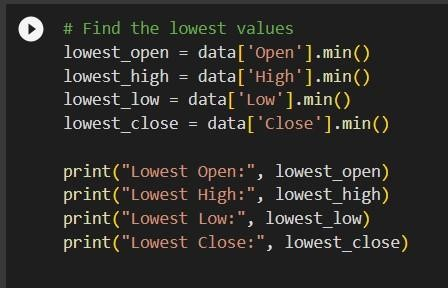 # Find the lowest values
lowest_open = data['Open'].min()
lowest_high = data['High'].min()
lowest_low = data['Low'].min()
lowest_close = data['Close'].min()
print("Lowest Open:", lowest_open)
print("Lowest High:", lowest_high)
print("Lowest Low:", lowest_low)
print("Lowest Close:", lowest_close)